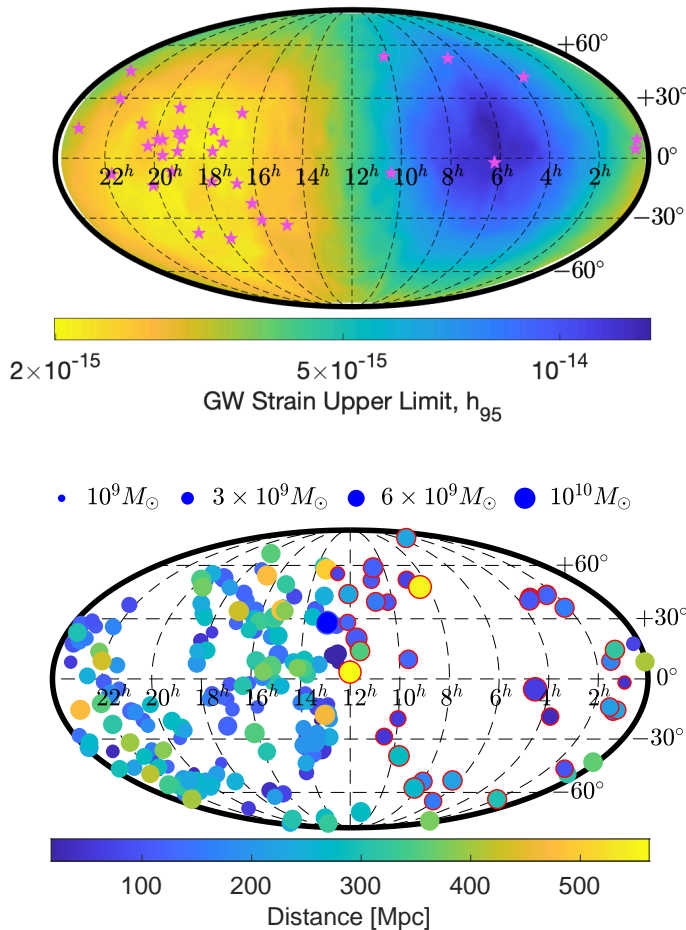 +60°
+30°
22ʰ 20ʰ 18ʰ 16ʰ 14ʰ 12ʰ 10ʰ 8ʰ 6ʰ 4ʰ 2ʰ 0°
−30°
−60°
2×10⁻¹⁵ 5×10⁻¹⁵ 10⁻¹⁴
GW Strain Upper Limit, h₉₅
10⁹M☉ 3 × 10⁹M☉ 6 × 10⁹M☉ 10¹⁰M☉
+60°
+30°
22ʰ 20ʰ 18ʰ 16ʰ 14ʰ 12ʰ 10ʰ 8ʰ 6ʰ 4ʰ 2ʰ 0°
−30°
−60°
100 200 300 400 500
Distance [Mpc]